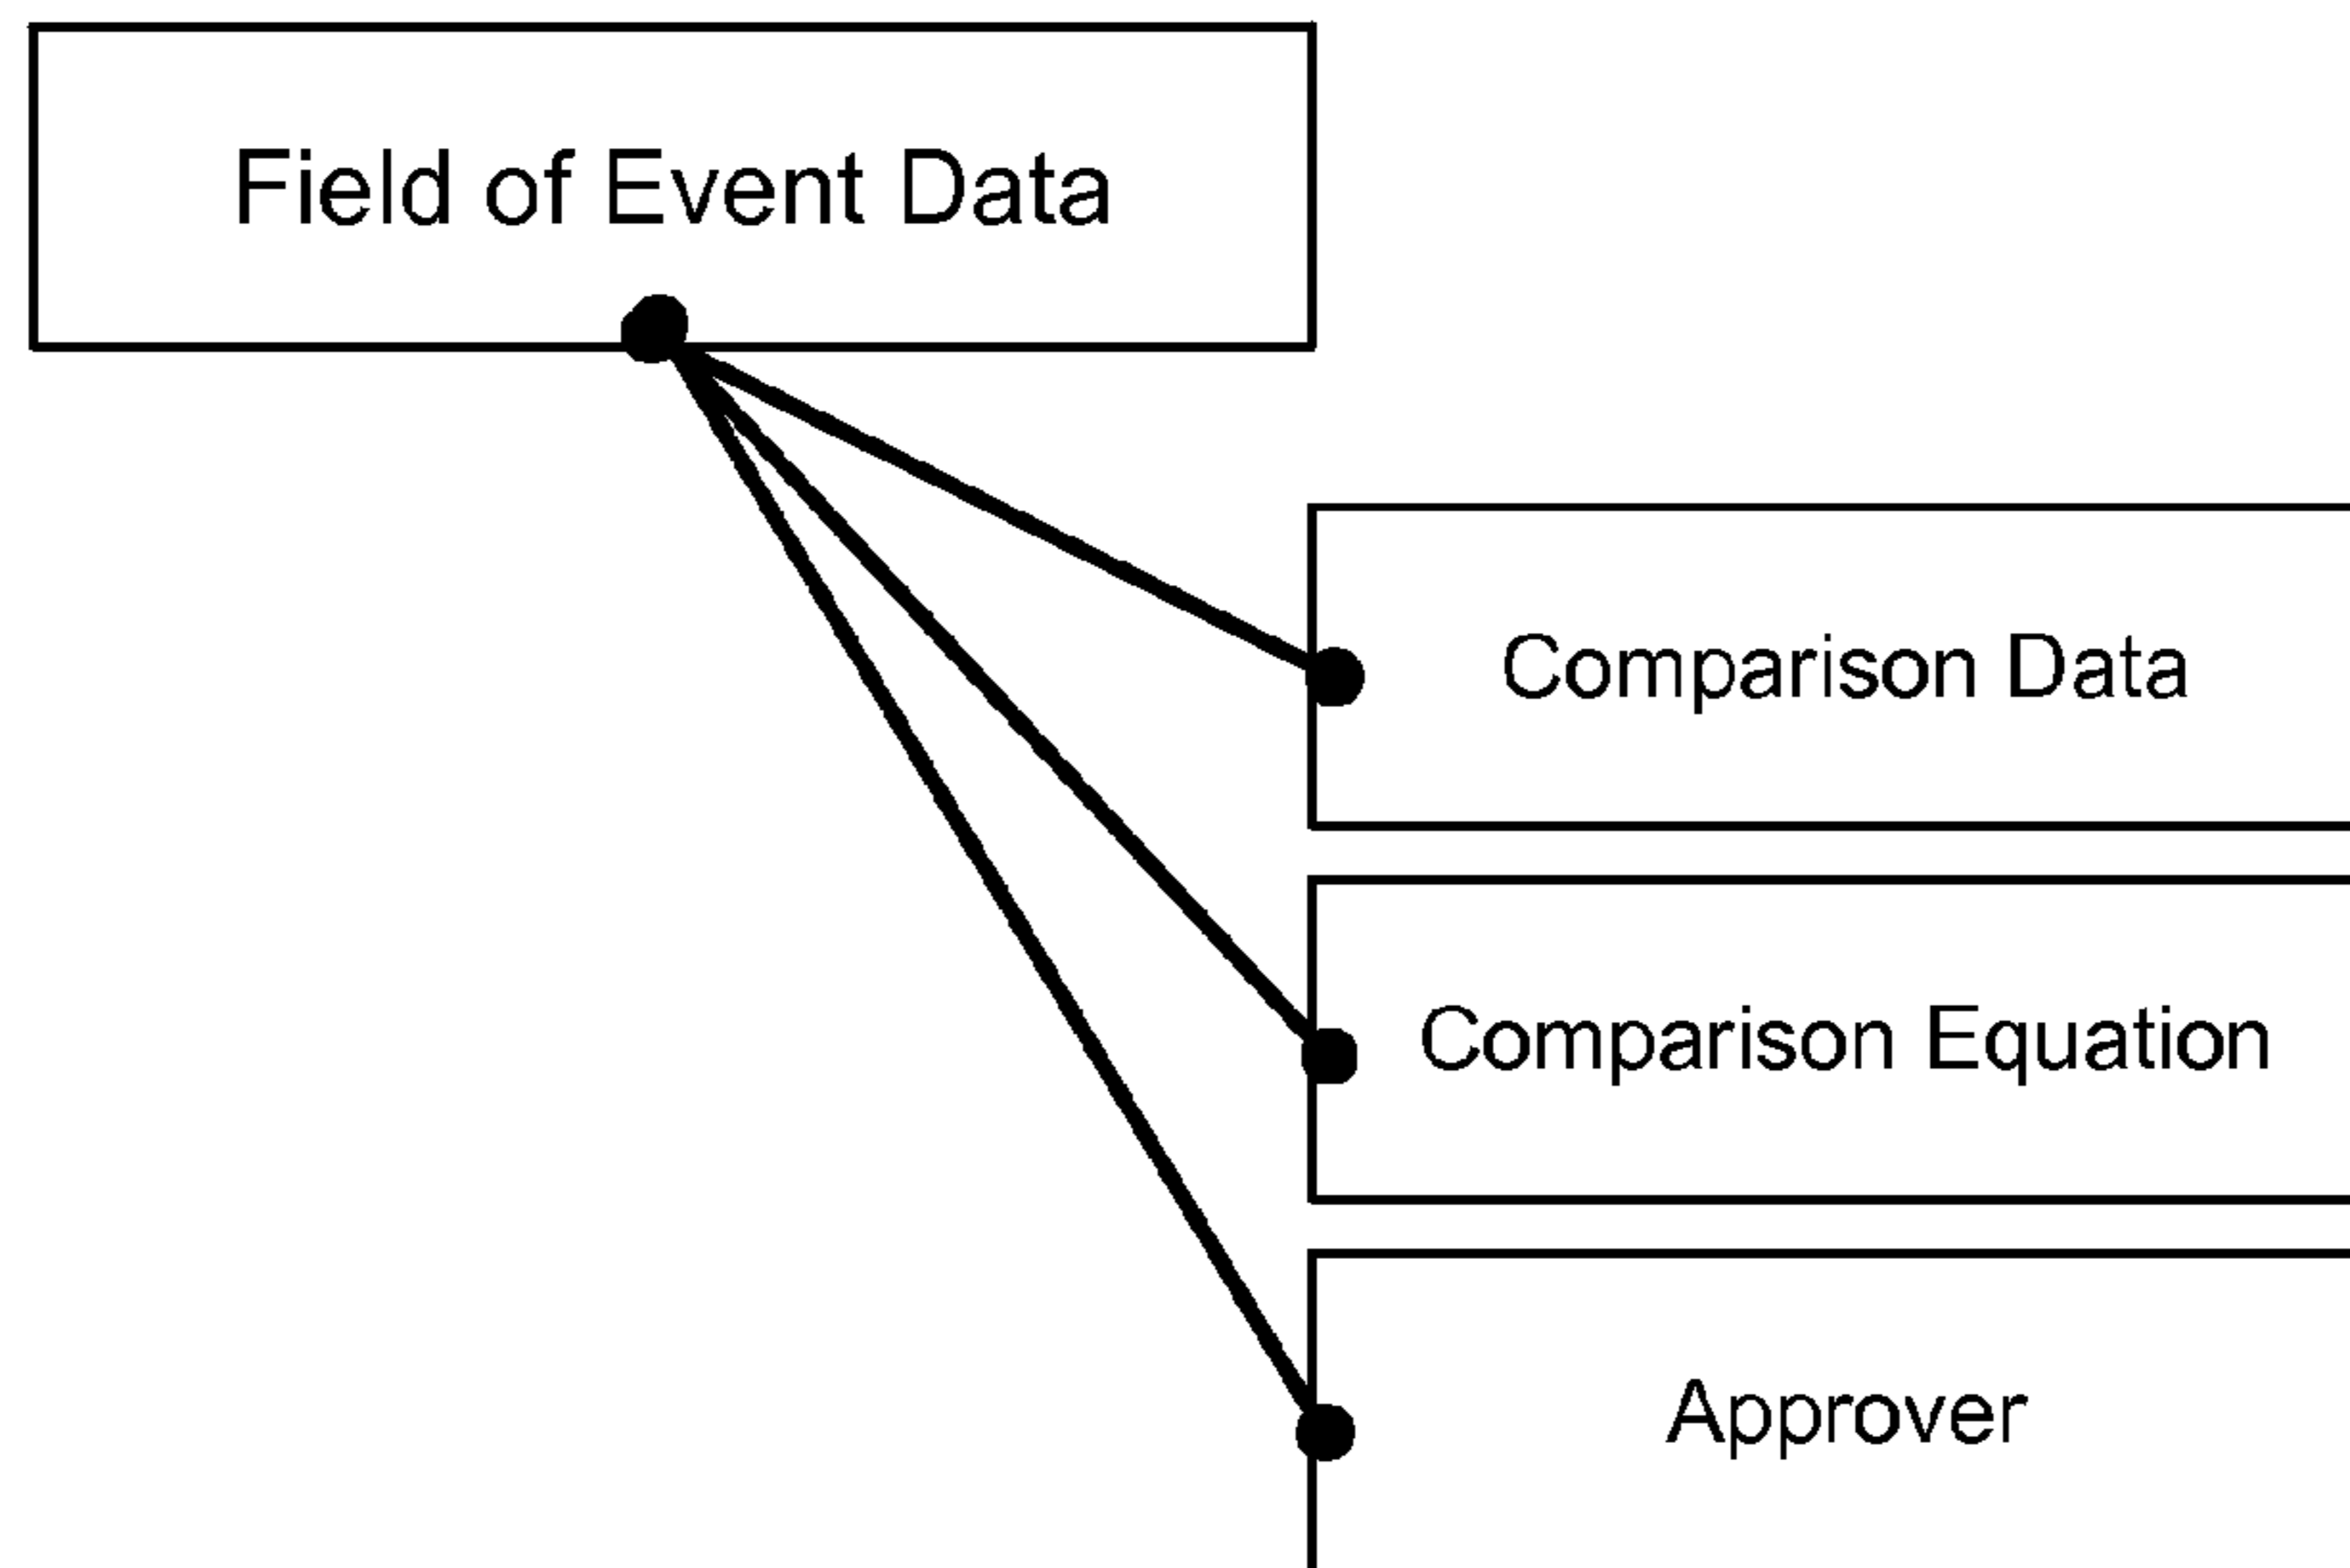 Field of Event Data
Comparison Data
Comparison Equation
Approver